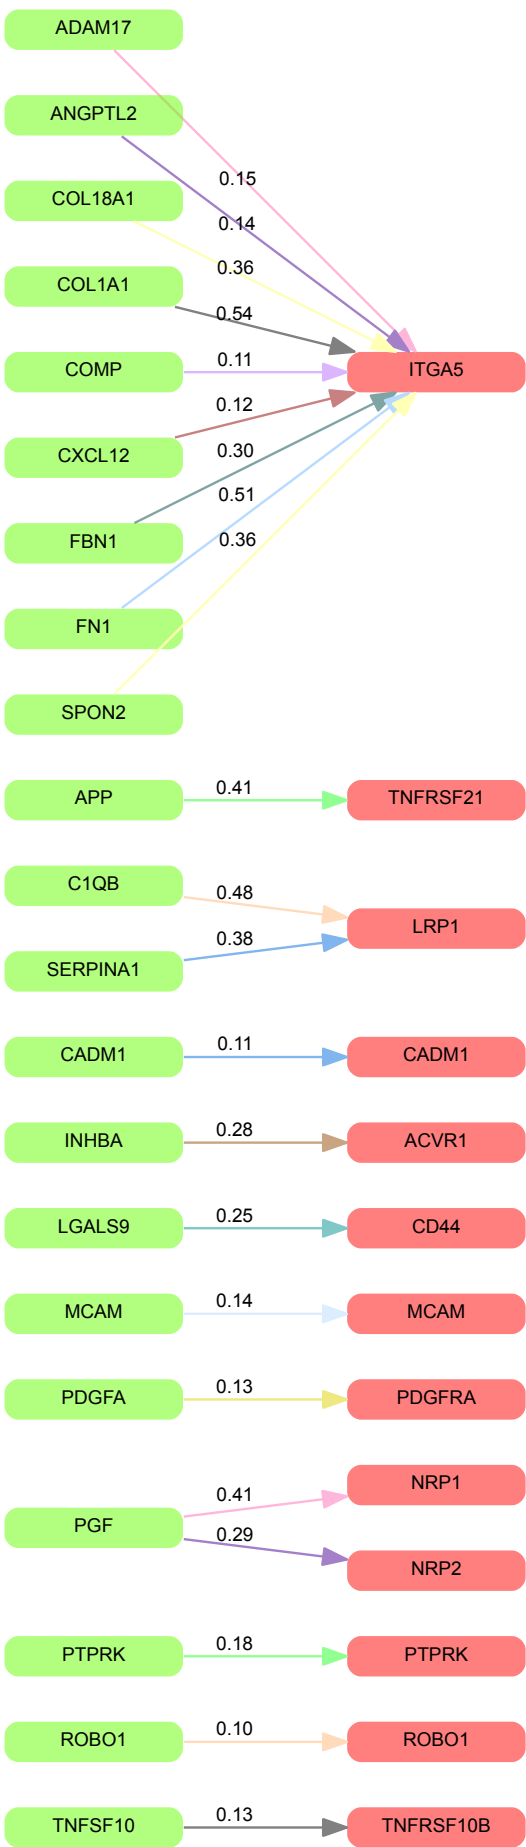 ADAM17
ANGPTL2
0.15
COL18A1
0.14
0.36
COL1A1
0.54
COMP
0.11
ITGA5
0.12
CXCL12
0.30
0.51
FBN1
0.36
FN1
SPON2
APP
0.41
TNFRSF21
C1QB
0.48
LRP1
0.38
SERPINA1
CADM1
0.11
CADM1
INHBA
0.28
ACVR1
LGALS9
0.25
CD44
MCAM
0.14
MCAM
PDGFA
0.13
PDGFRA
NRP1
0.41
PGF
0.29
NRP2
PTPRK
0.18
PTPRK
ROBO1
0.10
ROBO1
TNFSF10
0.13
TNFRSF10B